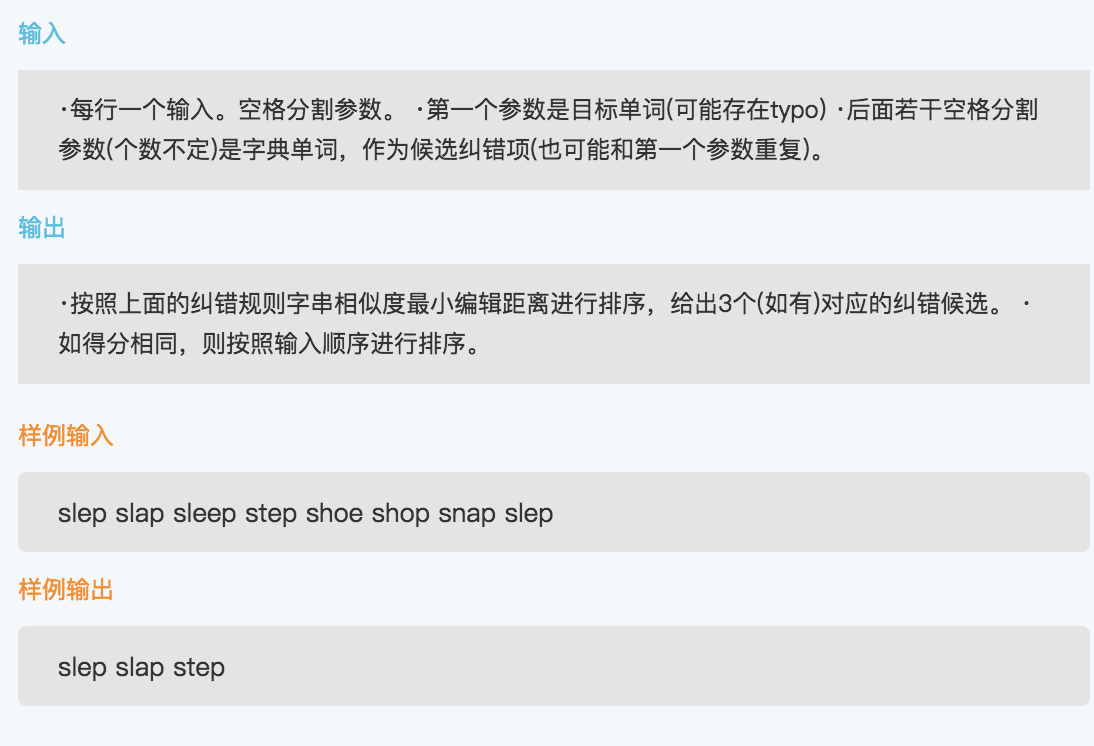 输入
·每行一个输入。空格分割参数。 ·第一个参数是目标单词(可能存在typo) ·后面若干空格分割
参数(个数不定)是字典单词，作为候选纠错项(也可能和第一个参数重复)。
输出
·按照上面的纠错规则字串相似度最小编辑距离进行排序，给出3个(如有)对应的纠错候选。 ·
如得分相同，则按照输入顺序进行排序。
样例输入
slep slap sleep step shoe shop snap slep
样例输出
slep slap step